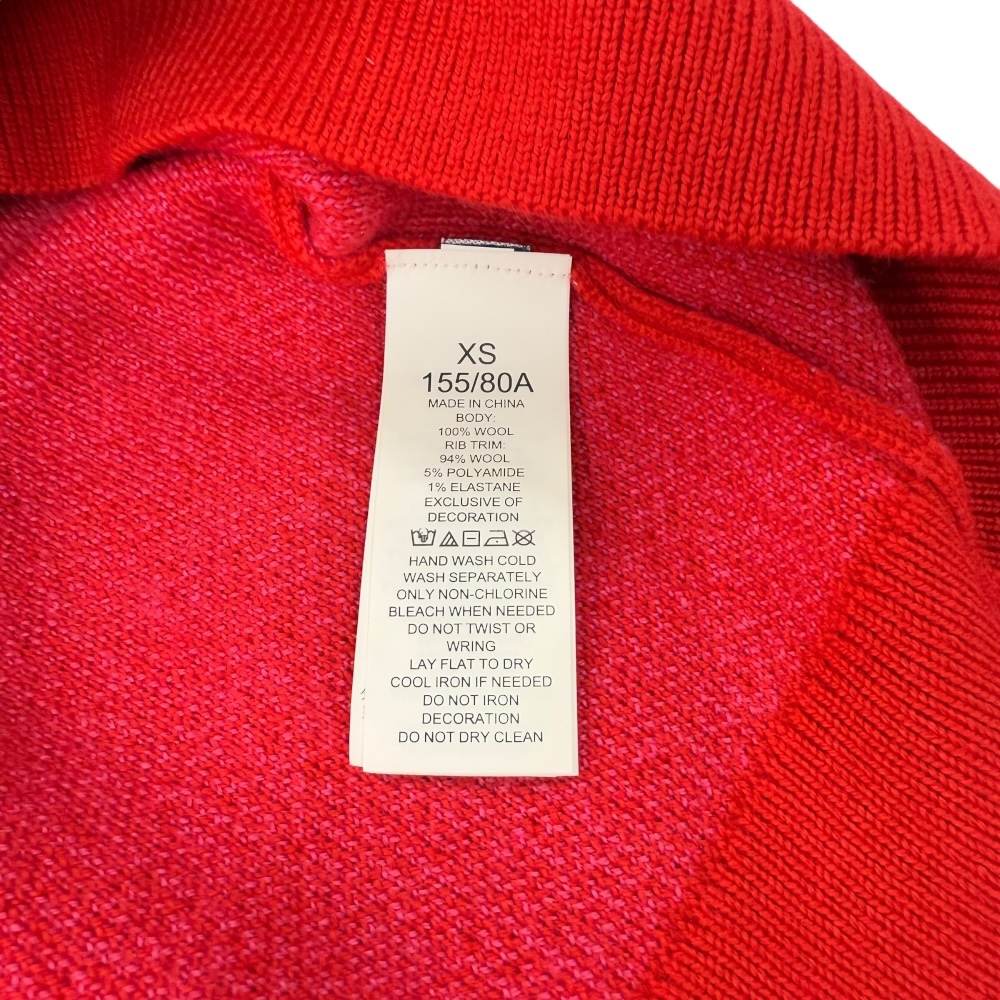 XS
155/80A
MADE IN CHINA
BODY:
100% WOOL
RIB TRIM:
94% WOOL
5% POLYAMIDE
1% ELASTANE
EXCLUSIVE OF
DECORATION
HAND WASH COLD
WASH SEPARATELY
ONLY NON-CHLORINE
BLEACH WHEN NEEDED
DO NOT TWIST OR
WRING
LAY FLAT TO DRY
COOL IRON IF NEEDED
DO NOT IRON
DECORATION
DO NOT DRY CLEAN